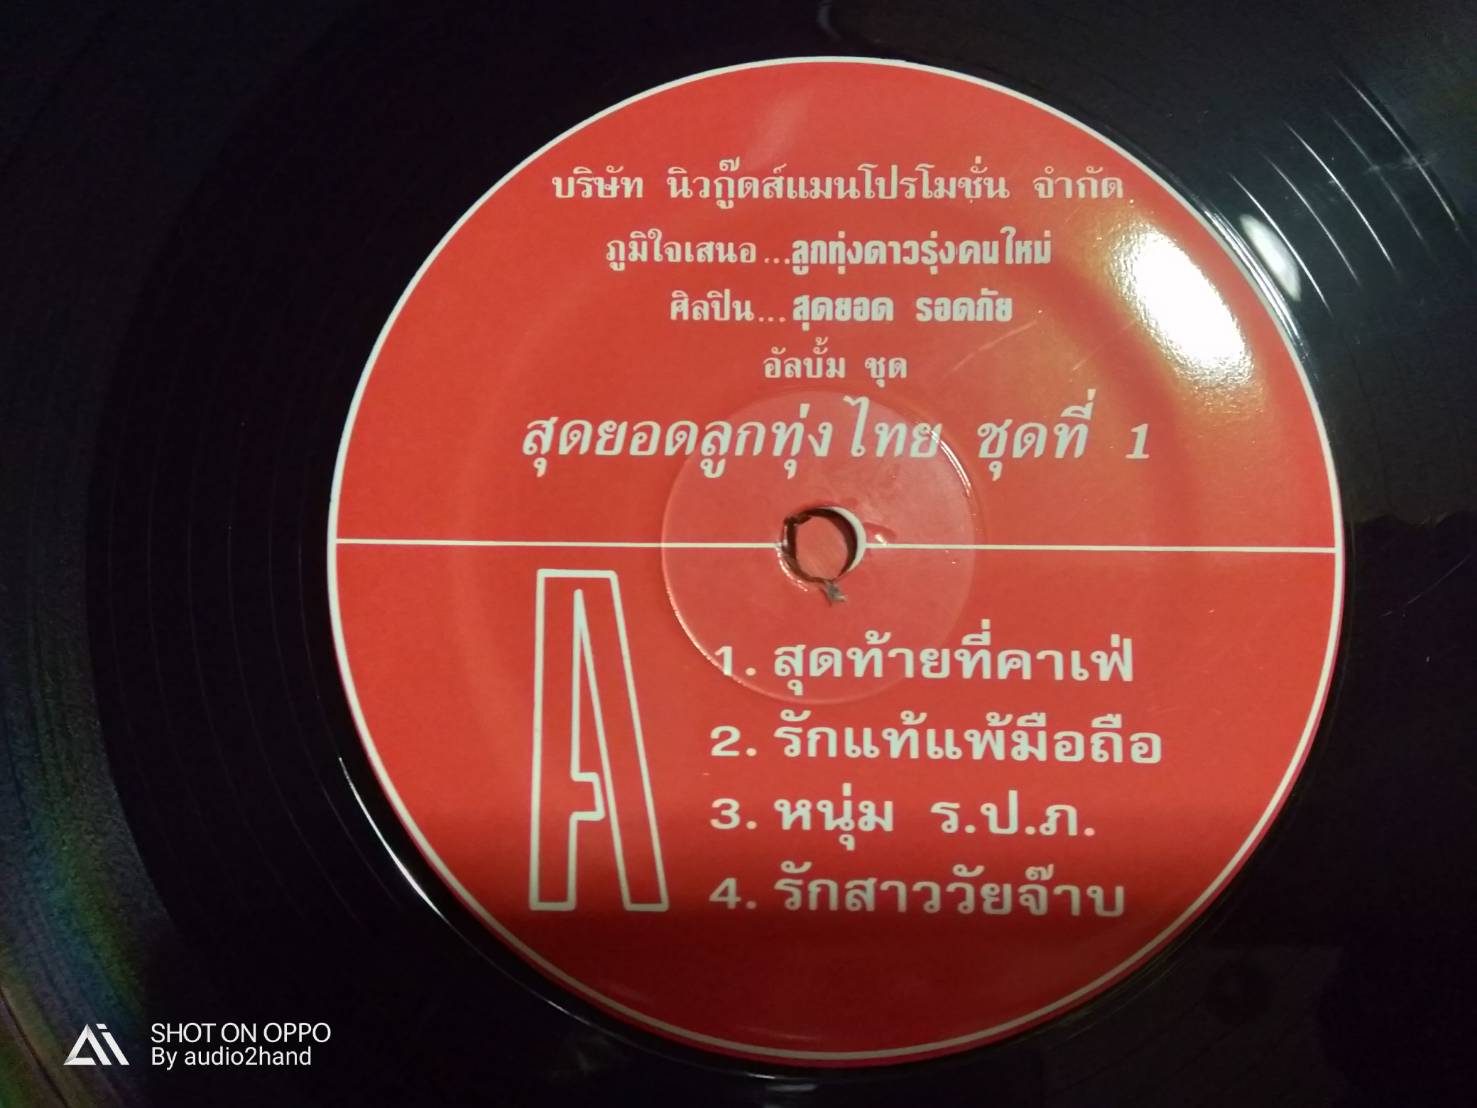 บริษัท นิวกู๊ดส์แมนโปรโมชั่น จำกัด
ภูมิใจเสนอ...ลูกทุ่งดาวรุ่งคนใหม่
ศิลปิน...สุดยอด รอดภัย
อัลบั้ม ชุด
สุดยอดลูกทุ่งไทย ชุดที่ 1
A
1. สุดท้ายที่คาเฟ่
2. รักแท้แพ้มือถือ
3. หนุ่ม ร.ป.ภ.
4. รักสาววัยจ๊าบ
SHOT ON OPPO
By audio2hand